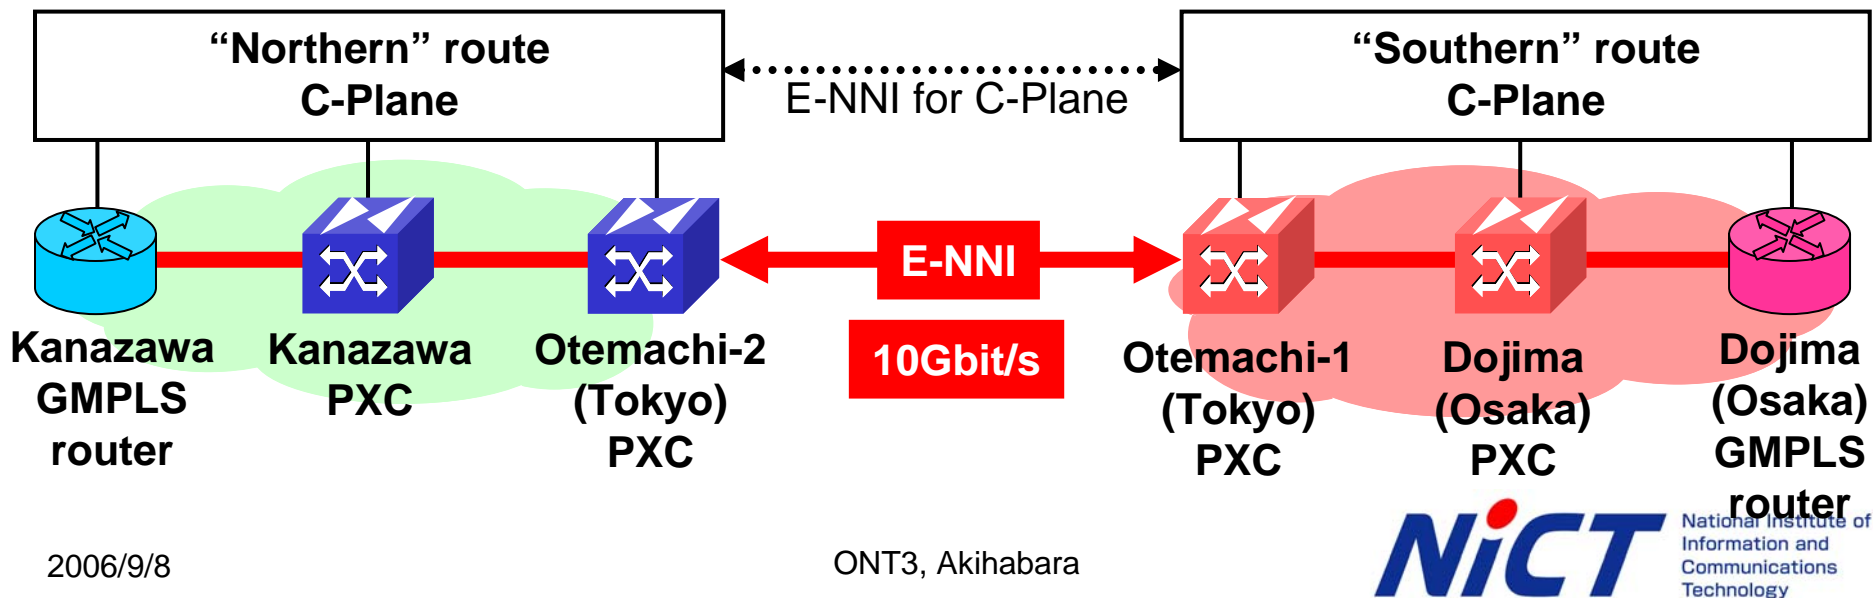 “Northern” route
C-Plane
E-NNI for C-Plane
“Southern” route
C-Plane
E-NNI
10Gbit/s
Kanazawa
GMPLS
router
Kanazawa
PXC
Otemachi-2
(Tokyo)
PXC
Otemachi-1
(Tokyo)
PXC
Dojima
(Osaka)
PXC
Dojima
(Osaka)
GMPLS
router
2006/9/8
ONT3, Akihabara
NiCT
National Institute of
Information and
Communications
Technology